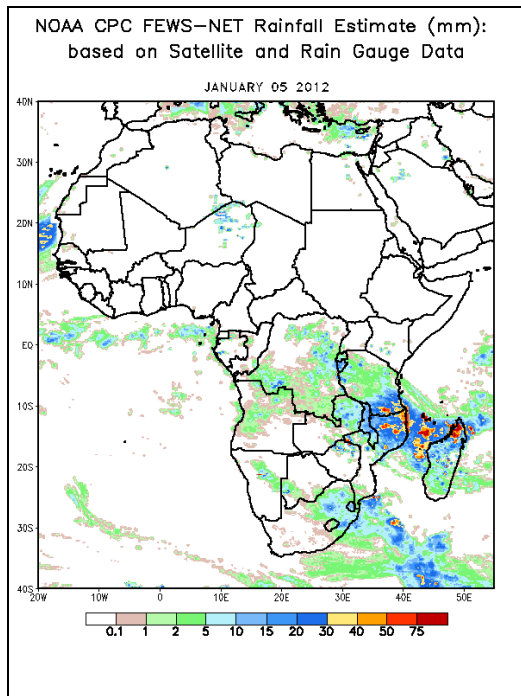 NOAA CPC FEWS-NET Rainfall Estimate (mm):
based on Satellite and Rain Gauge Data
JANUARY 05 2012
40N
30N
20N
10N
EQ
10S
20S
30S
40S
20W 10W 0 10E 20E 30E 40E 50E
0.1 1 2 5 10 15 20 30 40 50 75